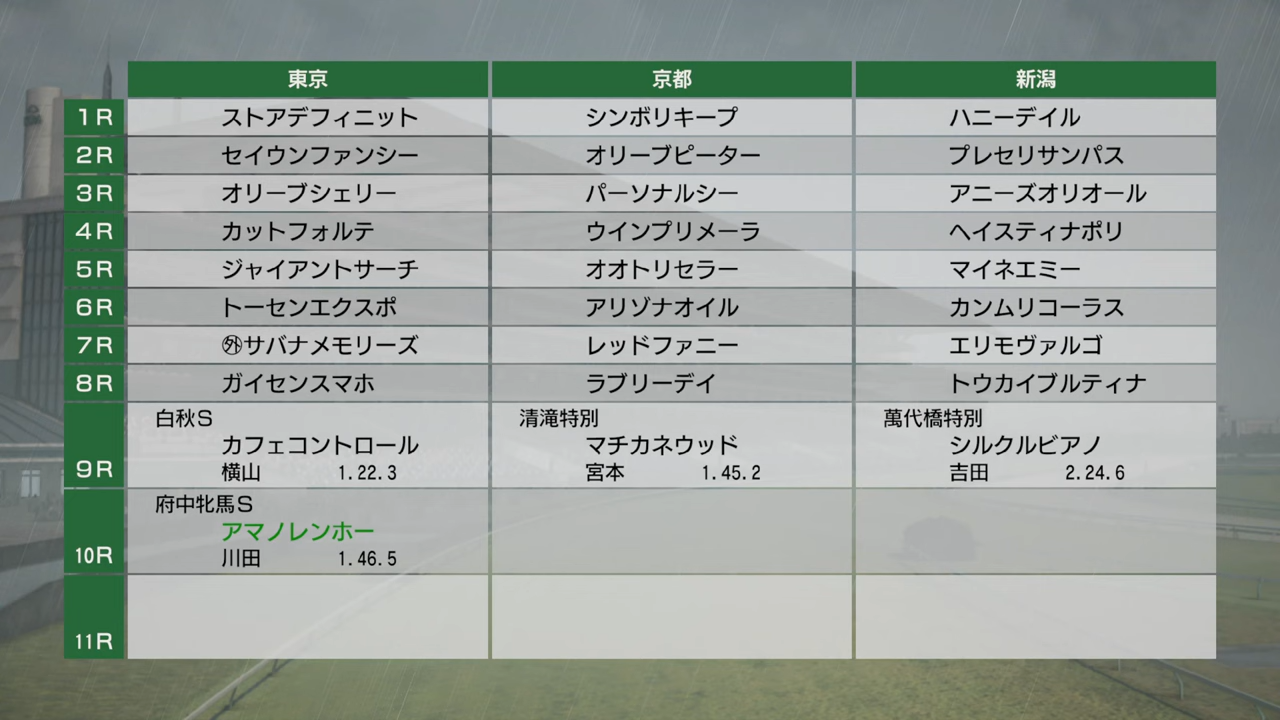 東京 京都 新潟
1R ストアデフィニット シンボリキープ ハニーデイル
2R セイウンファンシー オリーブピーター プレセリサンパス
3R オリーブシェリー パーソナルシー アニーズオリオール
4R カットフォルテ ウインプリメーラ ヘイスティナポリ
5R ジャイアントサーチ オオトリセラー マイネエミー
6R トーセンエクスポ アリゾナオイル カンムリコーラス
7R ㊕サバナメモリーズ レッドファニー エリモヴァルゴ
8R ガイセンスマホ ラブリーデイ トウカイブルティナ
白秋S 清滝特別 萬代橋特別
カフェコントロール マチカネウッド シルクルビアノ
9R 横山 1.22.3 宮本 1.45.2 吉田 2.24.6
府中牝馬S
アマノレンホー
10R 川田 1.46.5
11R